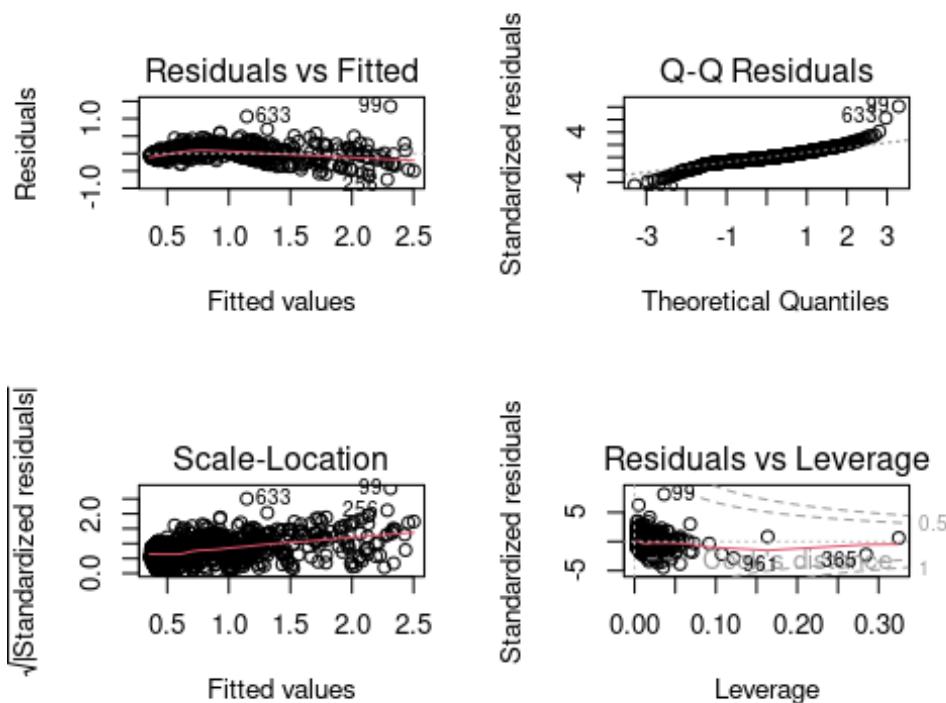 Residuals vs Fitted
Residuals
1.0
-1.0
633
99
0.5 1.0 1.5 2.0 2.5
Fitted values
Q-Q Residuals
Standardized residuals
4
-4
99
633
-3 -1 1 2 3
Theoretical Quantiles
Scale-Location
√|Standardized residuals|
2.0
0.0
633
99
0.5 1.0 1.5 2.0 2.5
Fitted values
Residuals vs Leverage
Standardized residuals
5
-5
99
961
365
distance
0.5
1
0.00 0.10 0.20 0.30
Leverage